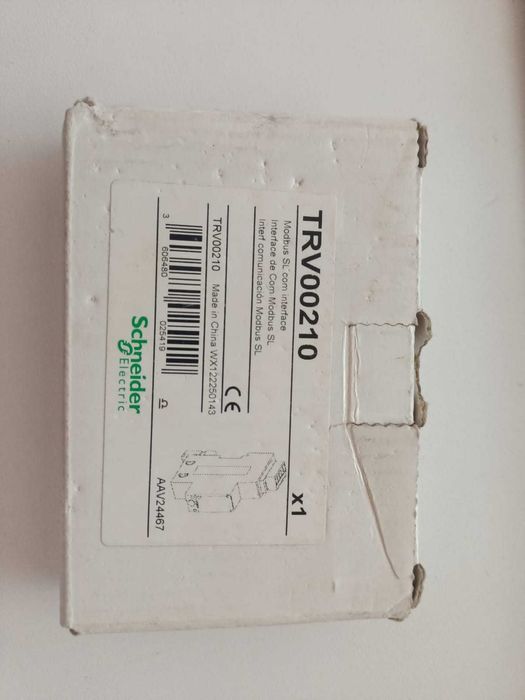 TRV00210
x1
Modbus SL com interface
Interface de Com Modbus SL
Interf comunicación Modbus SL
CE
TRV00210 Made in China WX122250143
3 606480 025419
AAV24467
Schneider
Electric